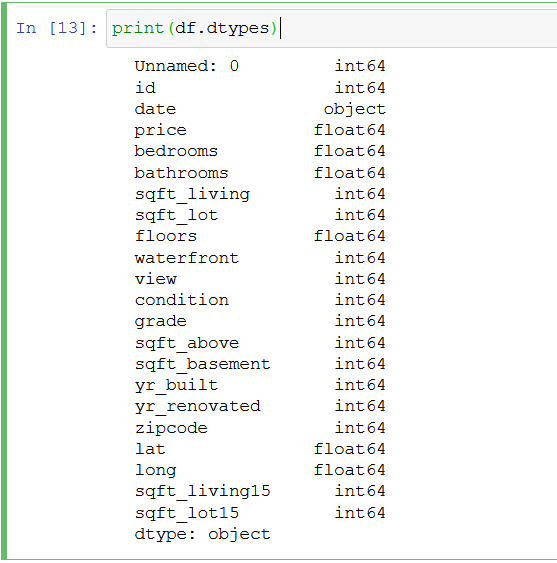 In [13]: print(df.dtypes)
Unnamed: 0 int64
id int64
date object
price float64
bedrooms float64
bathrooms float64
sqft_living int64
sqft_lot int64
floors float64
waterfront int64
view int64
condition int64
grade int64
sqft_above int64
sqft_basement int64
yr_built int64
yr_renovated int64
zipcode int64
lat float64
long float64
sqft_living15 int64
sqft_lot15 int64
dtype: object